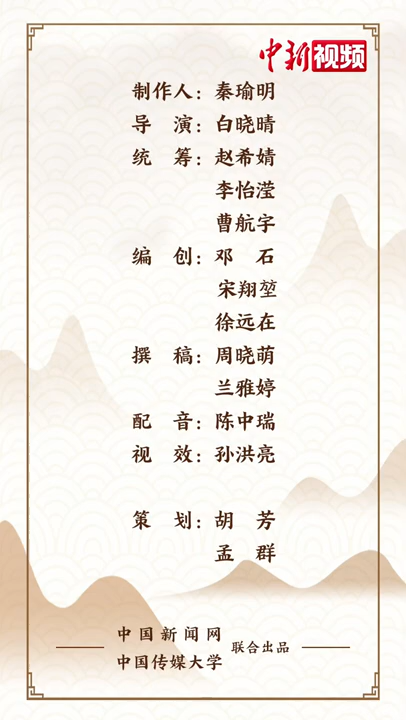 中新视频
制作人：秦瑜明
导　演：白晓晴
统　筹：赵希婧
李怡滢
曹航宇
编　创：邓　石
宋翔堃
徐远在
撰　稿：周晓萌
兰雅婷
配　音：陈中瑞
视　效：孙洪亮
策　划：胡　芳
孟　群
中国新闻网
中国传媒大学
联合出品